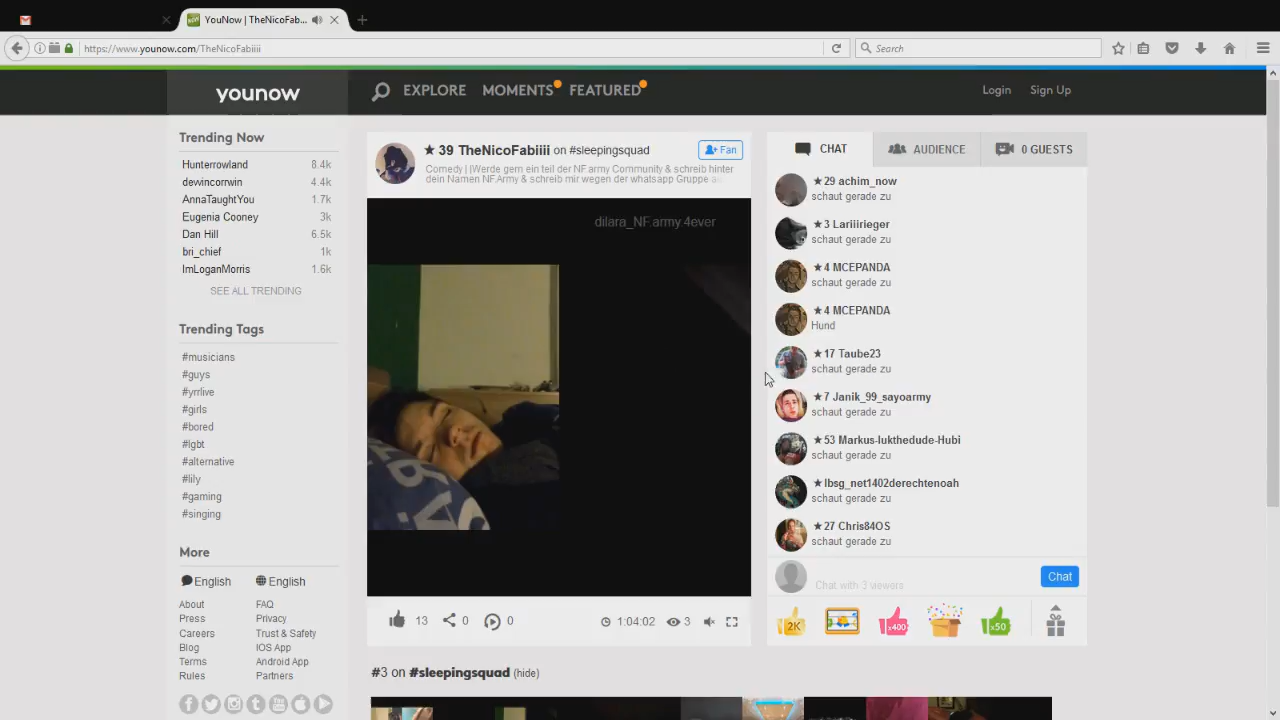 YouNow | TheNicoFab...
https://www.younow.com/TheNicoFabiiii
Search
younow
EXPLORE
MOMENTS
FEATURED
Login
Sign Up
Trending Now
Hunterrowland 8.4k
dewincorrwin 4.4k
AnnaTaughtYou 1.7k
Eugenia Cooney 3k
Dan Hill 6.5k
bri_chief 1k
ImLoganMorris 1.6k
SEE ALL TRENDING
Trending Tags
#musicians
#guys
#yrrlive
#girls
#bored
#lgbt
#alternative
#lily
#gaming
#singing
More
English English
About FAQ
Press Privacy
Careers Trust & Safety
Blog IOS App
Terms Android App
Rules Partners
★ 39 TheNicoFabiiii on #sleepingsquad
Fan
Comedy | |Werde gern ein teil der NF.army Community & schreib hinter
dein Namen NF.Army & schreib mir wegen der whatsapp Gruppe
dilara_NF.army.4ever
13 0 0 1:04:02 3
#3 on #sleepingsquad (hide)
CHAT
AUDIENCE
0 GUESTS
★29 achim_now
schaut gerade zu
★3 Lariiirieger
schaut gerade zu
★4 MCEPANDA
schaut gerade zu
★4 MCEPANDA
Hund
★17 Taube23
schaut gerade zu
★7 Janik_99_sayoarmy
schaut gerade zu
★53 Markus-lukthedude-Hubi
schaut gerade zu
★lbsg_net1402derechtenoah
schaut gerade zu
★27 Chris84OS
schaut gerade zu
Chat with 3 viewers
Chat
2K
x400
x50